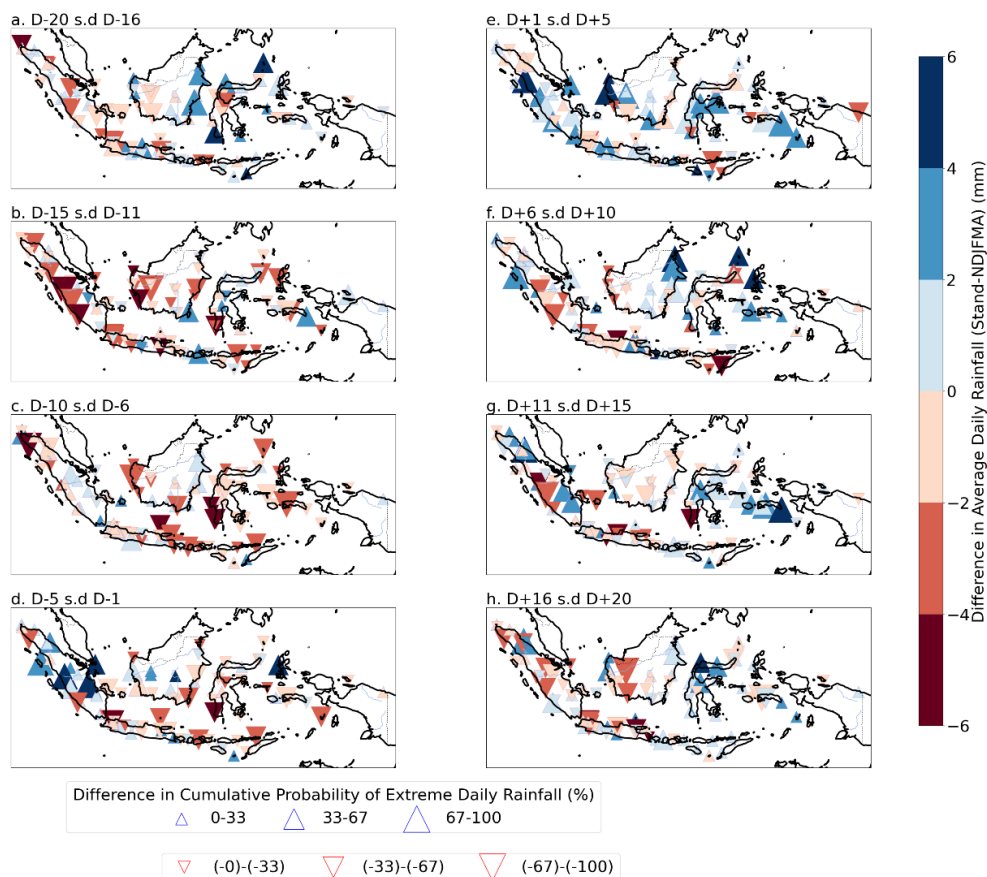 a. D-20 s.d D-16
e. D+1 s.d D+5
b. D-15 s.d D-11
f. D+6 s.d D+10
c. D-10 s.d D-6
g. D+11 s.d D+15
d. D-5 s.d D-1
h. D+16 s.d D+20
6
4
2
0
−2
−4
−6
Difference in Average Daily Rainfall (Stand-NDJFMA) (mm)
Difference in Cumulative Probability of Extreme Daily Rainfall (%)
0-33 33-67 67-100
(-0)-(-33) (-33)-(-67) (-67)-(-100)